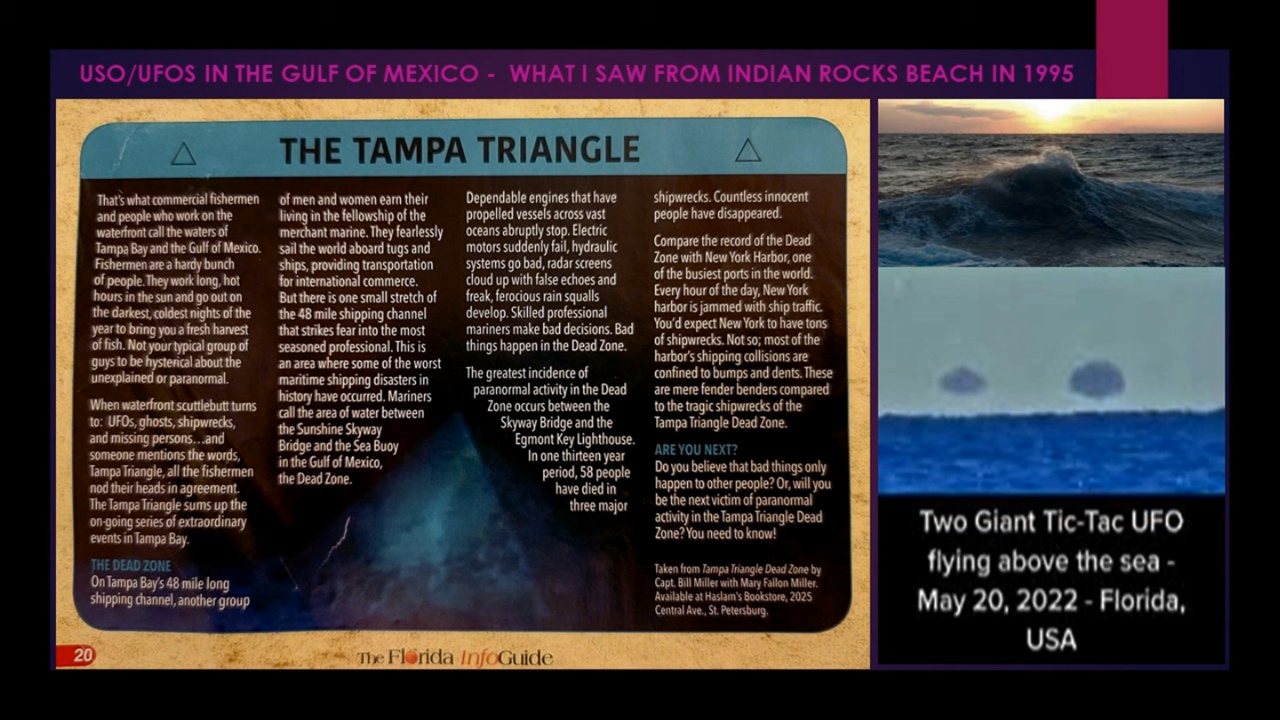 USO/UFOS IN THE GULF OF MEXICO - WHAT I SAW FROM INDIAN ROCKS BEACH IN 1995
THE TAMPA TRIANGLE
That's what commercial fishermen
and people who work on the
waterfront call the waters of
Tampa Bay and the Gulf of Mexico.
Fishermen are a hardy bunch
of people. They work long, hot
hours in the sun and go out on
the darkest, coldest nights of the
year to bring you a fresh harvest
of fish. Not your typical group of
guys to be hysterical about the
unexplained or paranormal.
When waterfront scuttlebutt turns
to: UFOs, ghosts, shipwrecks,
and missing persons...and
someone mentions the words,
Tampa Triangle, all the fishermen
nod their heads in agreement.
The Tampa Triangle sums up the
on-going series of extraordinary
events in Tampa Bay.
THE DEAD ZONE
On Tampa Bay's 48 mile long
shipping channel, another group
of men and women earn their
living in the fellowship of the
merchant marine. They fearlessly
sail the world aboard tugs and
ships, providing transportation
for international commerce.
But there is one small stretch of
the 48 mile shipping channel
that strikes fear into the most
seasoned professional. This is
an area where some of the worst
maritime shipping disasters in
history have occurred. Mariners
call the area of water between
the Sunshine Skyway
Bridge and the Sea Buoy
in the Gulf of Mexico,
the Dead Zone.
Dependable engines that have
propelled vessels across vast
oceans abruptly stop. Electric
motors suddenly fail, hydraulic
systems go bad, radar screens
cloud up with false echoes and
freak, ferocious rain squalls
develop. Skilled professional
mariners make bad decisions. Bad
things happen in the Dead Zone.
The greatest incidence of
paranormal activity in the Dead
Zone occurs between the
Skyway Bridge and the
Egmont Key Lighthouse.
In one thirteen year
period, 58 people
have died in
three major
shipwrecks. Countless innocent
people have disappeared.
Compare the record of the Dead
Zone with New York Harbor, one
of the busiest ports in the world.
Every hour of the day, New York
harbor is jammed with ship traffic.
You'd expect New York to have tons
of shipwrecks. Not so; most of the
harbor's shipping collisions are
confined to bumps and dents. These
are mere fender benders compared
to the tragic shipwrecks of the
Tampa Triangle Dead Zone.
ARE YOU NEXT?
Do you believe that bad things only
happen to other people? Or, will you
be the next victim of paranormal
activity in the Tampa Triangle Dead
Zone? You need to know!
Taken from Tampa Triangle Dead Zone by
Capt. Bill Miller with Mary Fallon Miller.
Available at Haslam's Bookstore, 2025
Central Ave., St. Petersburg.
20
The Florida InfoGuide
Two Giant Tic-Tac UFO
flying above the sea -
May 20, 2022 - Florida,
USA